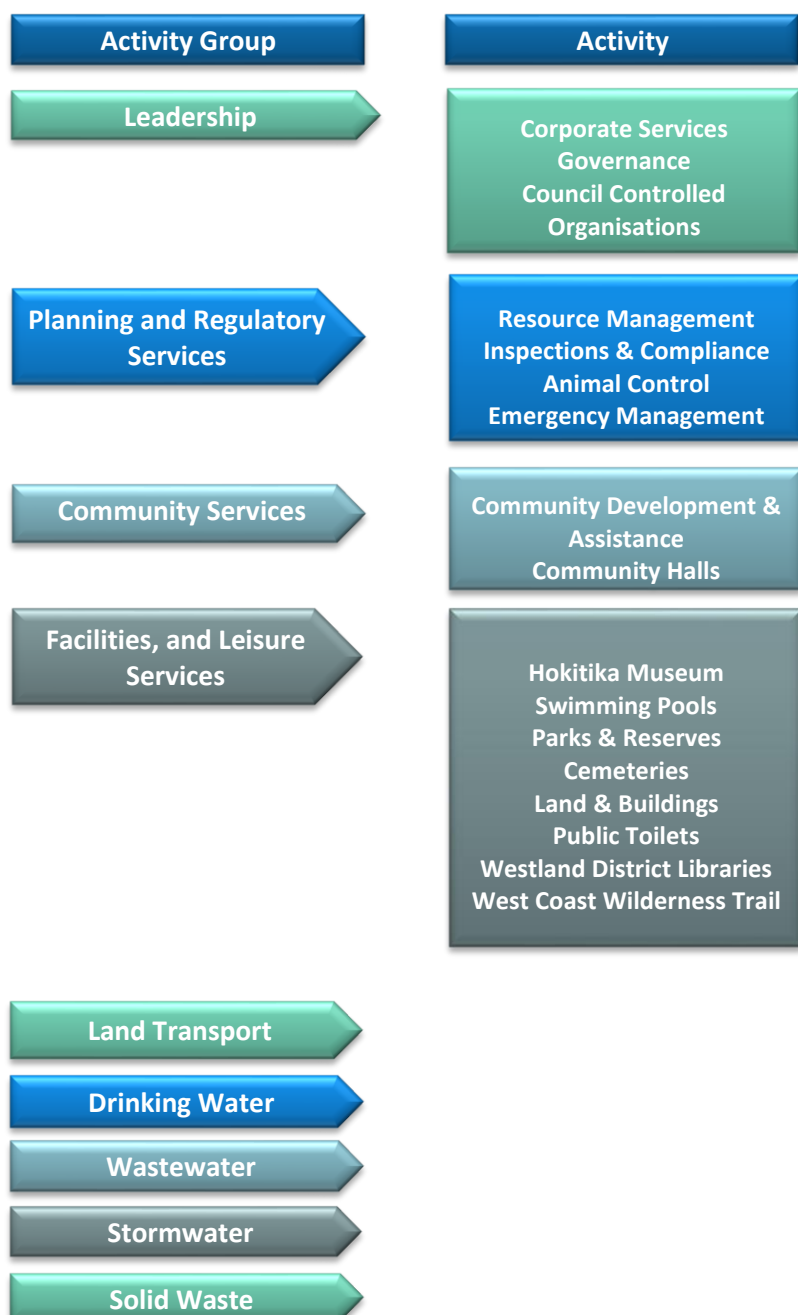 Activity Group
Activity
Leadership
Corporate Services
Governance
Council Controlled
Organisations
Planning and Regulatory
Services
Resource Management
Inspections & Compliance
Animal Control
Emergency Management
Community Services
Community Development &
Assistance
Community Halls
Facilities, and Leisure
Services
Hokitika Museum
Swimming Pools
Parks & Reserves
Cemeteries
Land & Buildings
Public Toilets
Westland District Libraries
West Coast Wilderness Trail
Land Transport
Drinking Water
Wastewater
Stormwater
Solid Waste